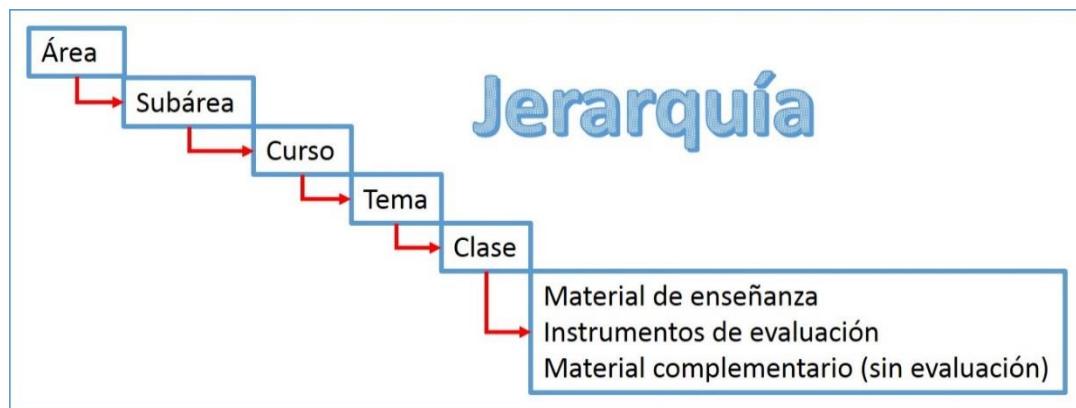 Área
Jerarquía
Subárea
Curso
Tema
Clase
Material de enseñanza
Instrumentos de evaluación
Material complementario (sin evaluación)